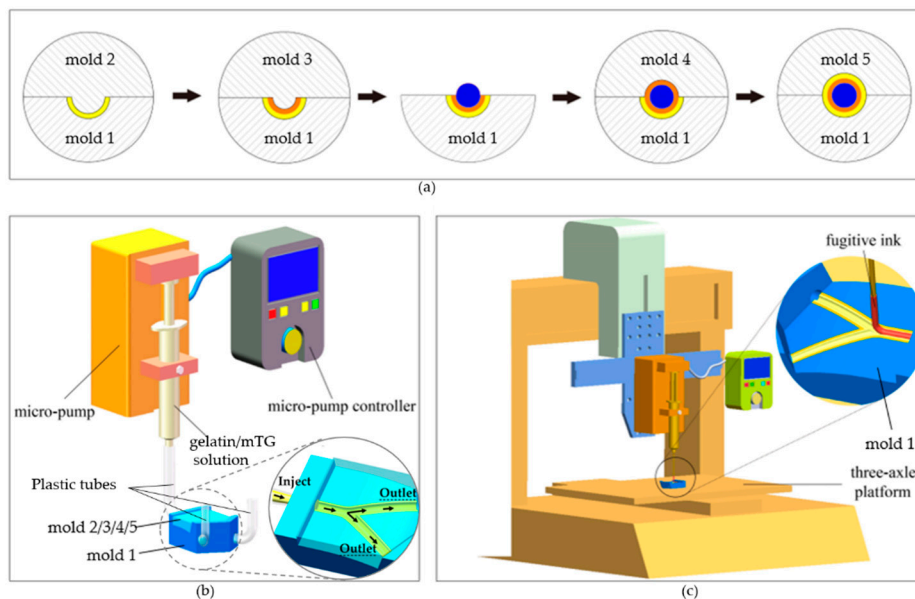 mold 2
mold 3
mold 4
mold 5
mold 1
mold 1
mold 1
mold 1
mold 1
(a)
fugitive ink
micro-pump
micro-pump controller
gelatin/mTG
solution
mold 1
Plastic tubes
Inject
Outlet
three-axle
platform
mold 2/3/4/5
mold 1
Outlet
(b)
(c)